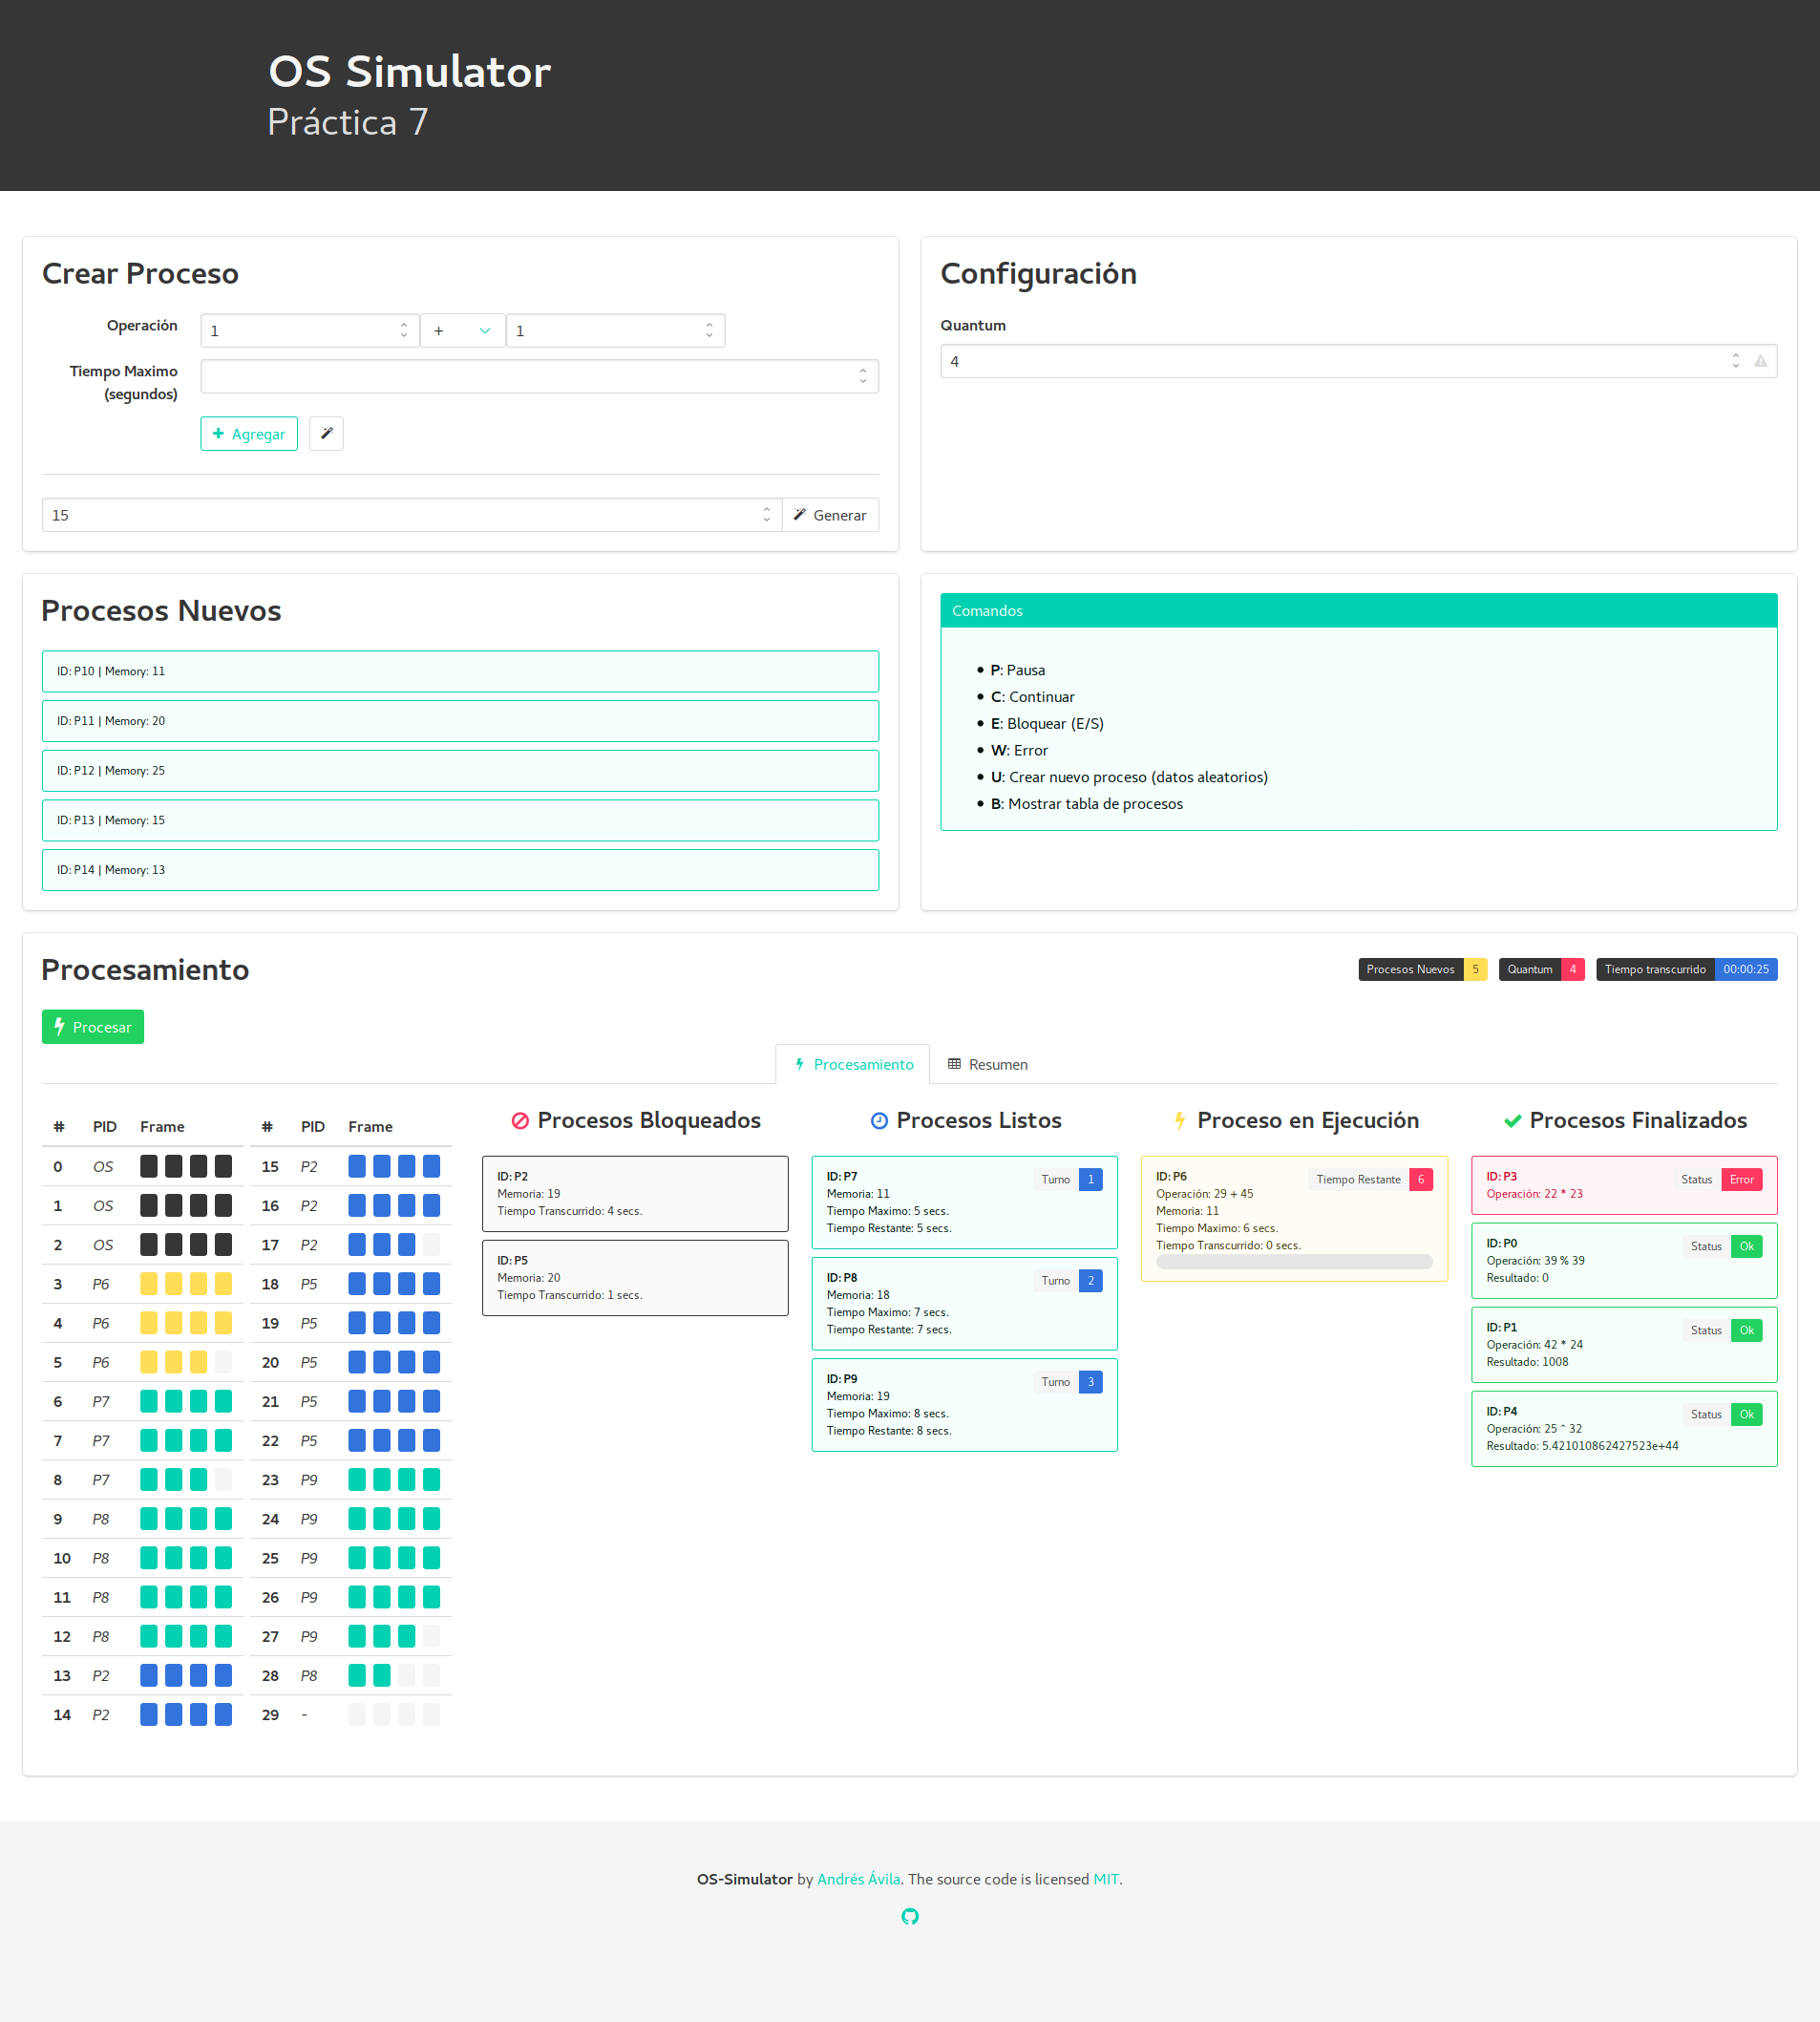 OS Simulator
Práctica 7
Crear Proceso
Operación
1
+
1
Tiempo Maximo
(segundos)
Agregar
15
Generar
Configuración
Quantum
4
Procesos Nuevos
ID: P10 | Memory: 11
ID: P11 | Memory: 20
ID: P12 | Memory: 25
ID: P13 | Memory: 15
ID: P14 | Memory: 13
Comandos
• P: Pausa
• C: Continuar
• E: Bloquear (E/S)
• W: Error
• U: Crear nuevo proceso (datos aleatorios)
• B: Mostrar tabla de procesos
Procesamiento
Procesos Nuevos 5
Quantum 4
Tiempo transcurrido 00:00:25
Procesar
Procesamiento
Resumen
# PID Frame
0 OS
1 OS
2 OS
3 P6
4 P6
5 P6
6 P7
7 P7
8 P7
9 P8
10 P8
11 P8
12 P8
13 P2
14 P2
# PID Frame
15 P2
16 P2
17 P2
18 P5
19 P5
20 P5
21 P5
22 P5
23 P9
24 P9
25 P9
26 P9
27 P9
28 P8
29 -
Procesos Bloqueados
ID: P2
Memoria: 19
Tiempo Transcurrido: 4 secs.
ID: P5
Memoria: 20
Tiempo Transcurrido: 1 secs.
Procesos Listos
ID: P7
Turno 1
Memoria: 11
Tiempo Maximo: 5 secs.
Tiempo Restante: 5 secs.
ID: P8
Turno 2
Memoria: 18
Tiempo Maximo: 7 secs.
Tiempo Restante: 7 secs.
ID: P9
Turno 3
Memoria: 19
Tiempo Maximo: 8 secs.
Tiempo Restante: 8 secs.
Proceso en Ejecución
ID: P6
Tiempo Restante 6
Operación: 29 + 45
Memoria: 11
Tiempo Maximo: 6 secs.
Tiempo Transcurrido: 0 secs.
Procesos Finalizados
ID: P3
Status Error
Operación: 22 * 23
ID: P0
Status Ok
Operación: 39 % 39
Resultado: 0
ID: P1
Status Ok
Operación: 42 * 24
Resultado: 1008
ID: P4
Status Ok
Operación: 25 ^ 32
Resultado: 5.421010862427523e+44
OS-Simulator by Andrés Ávila. The source code is licensed MIT.